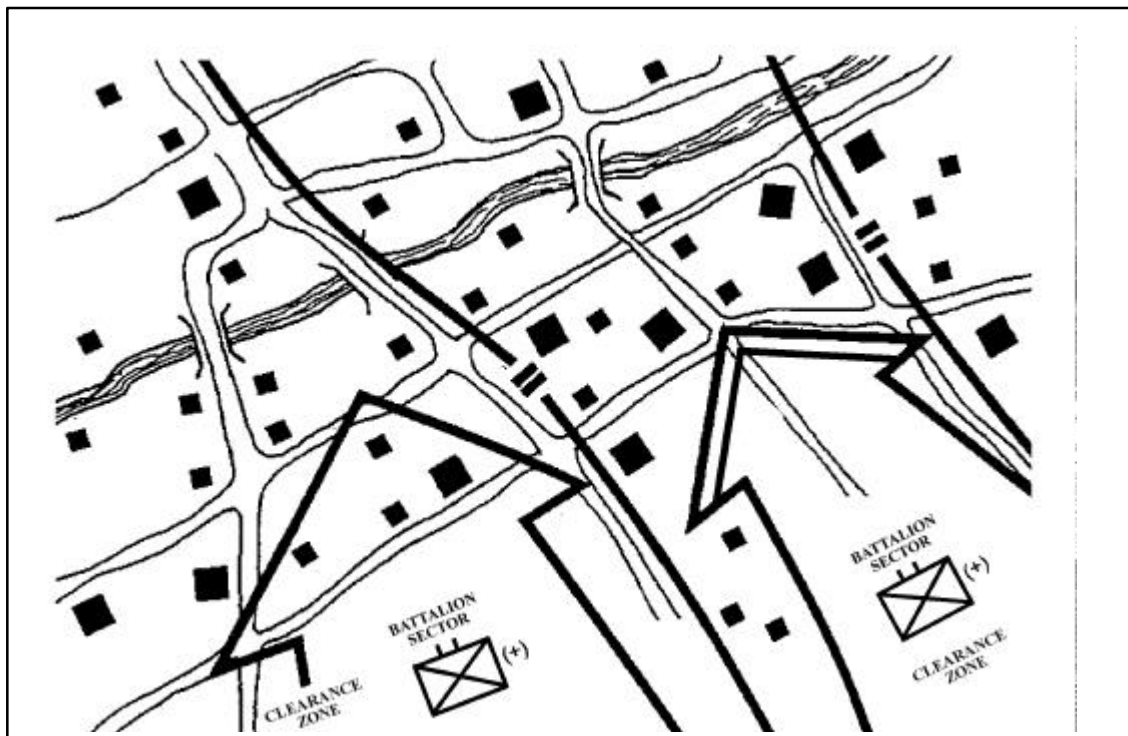 BATTALION
SECTOR
(+)
CLEARANCE
ZONE
BATTALION
SECTOR
(+)
CLEARANCE
ZONE